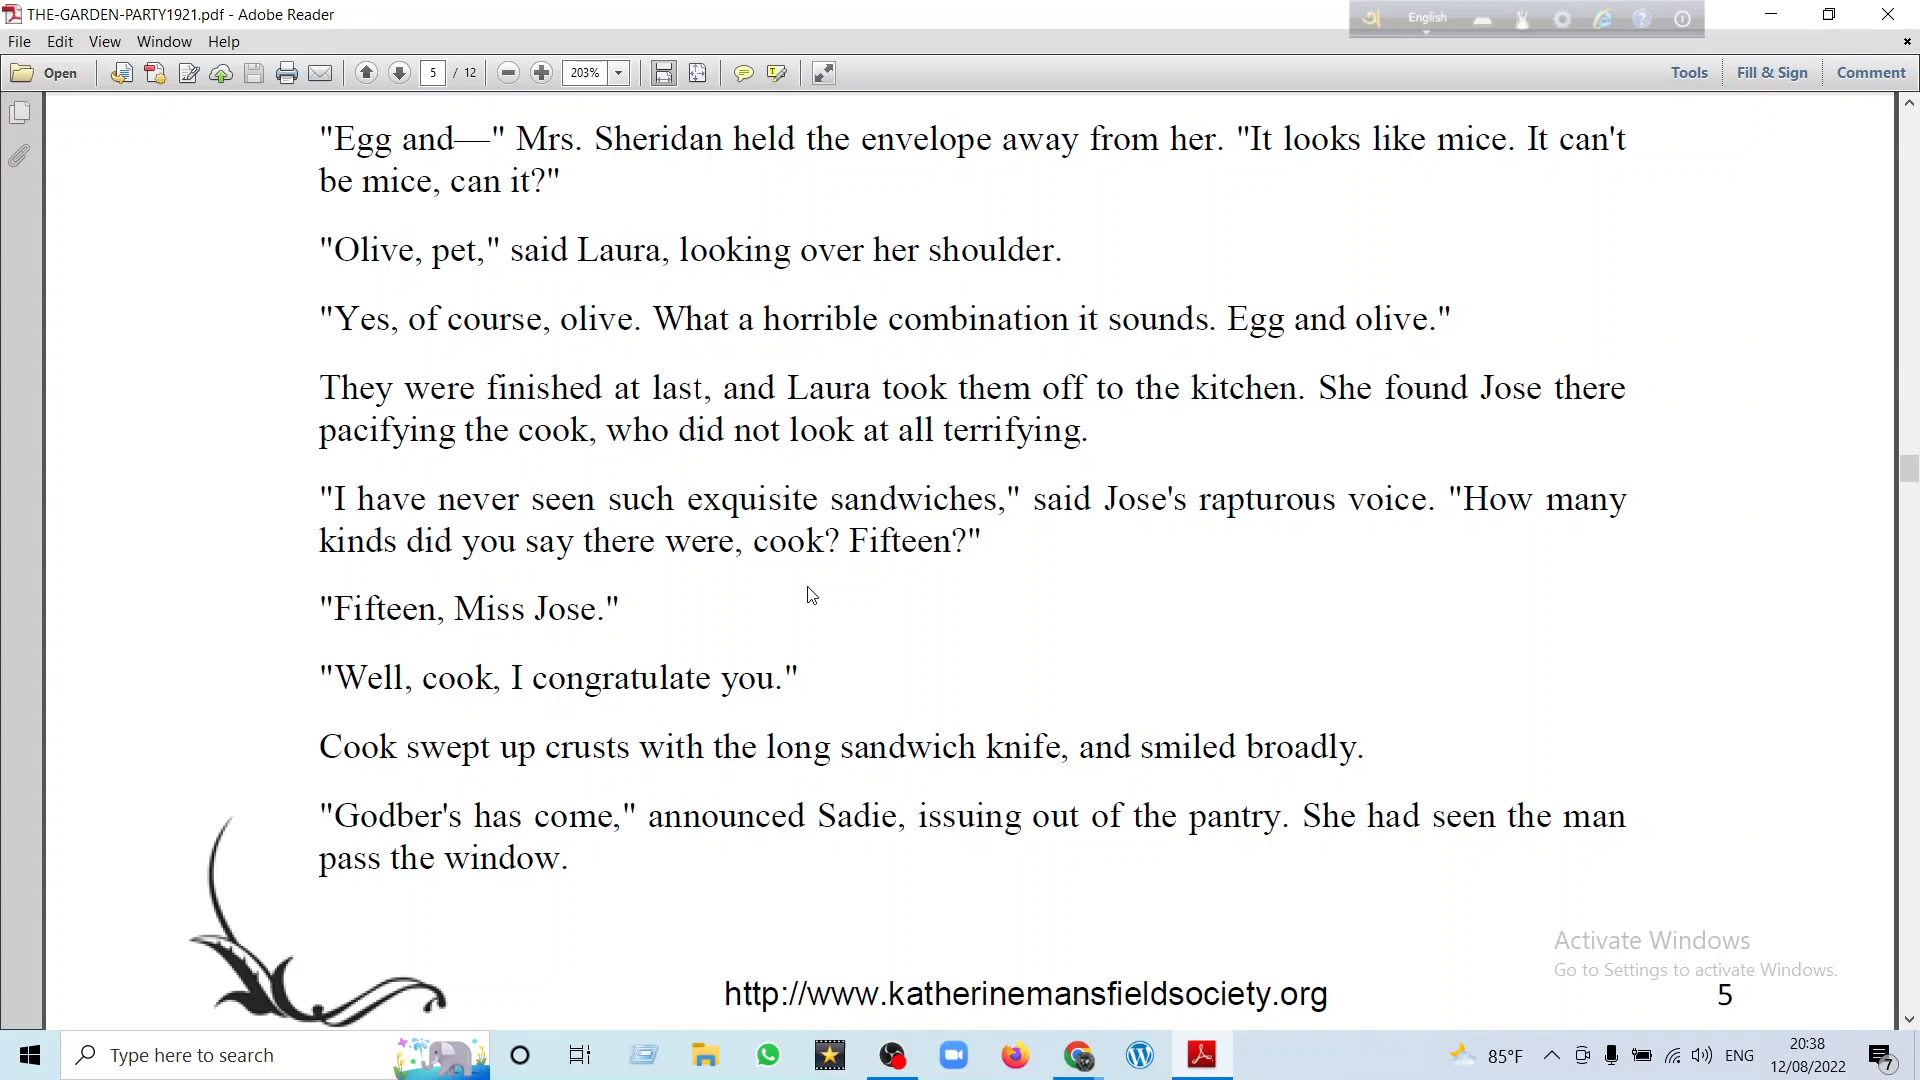 THE-GARDEN-PARTY1921.pdf - Adobe Reader
English
File Edit View Window Help
Open 5 / 12 203% Tools Fill & Sign Comment
"Egg and—" Mrs. Sheridan held the envelope away from her. "It looks like mice. It can't
be mice, can it?"
"Olive, pet," said Laura, looking over her shoulder.
"Yes, of course, olive. What a horrible combination it sounds. Egg and olive."
They were finished at last, and Laura took them off to the kitchen. She found Jose there
pacifying the cook, who did not look at all terrifying.
"I have never seen such exquisite sandwiches," said Jose's rapturous voice. "How many
kinds did you say there were, cook? Fifteen?"
"Fifteen, Miss Jose."
"Well, cook, I congratulate you."
Cook swept up crusts with the long sandwich knife, and smiled broadly.
"Godber's has come," announced Sadie, issuing out of the pantry. She had seen the man
pass the window.
Activate Windows
Go to Settings to activate Windows.
http://www.katherinemansfieldsociety.org
5
Type here to search
85°F
ENG
20:38
12/08/2022
7